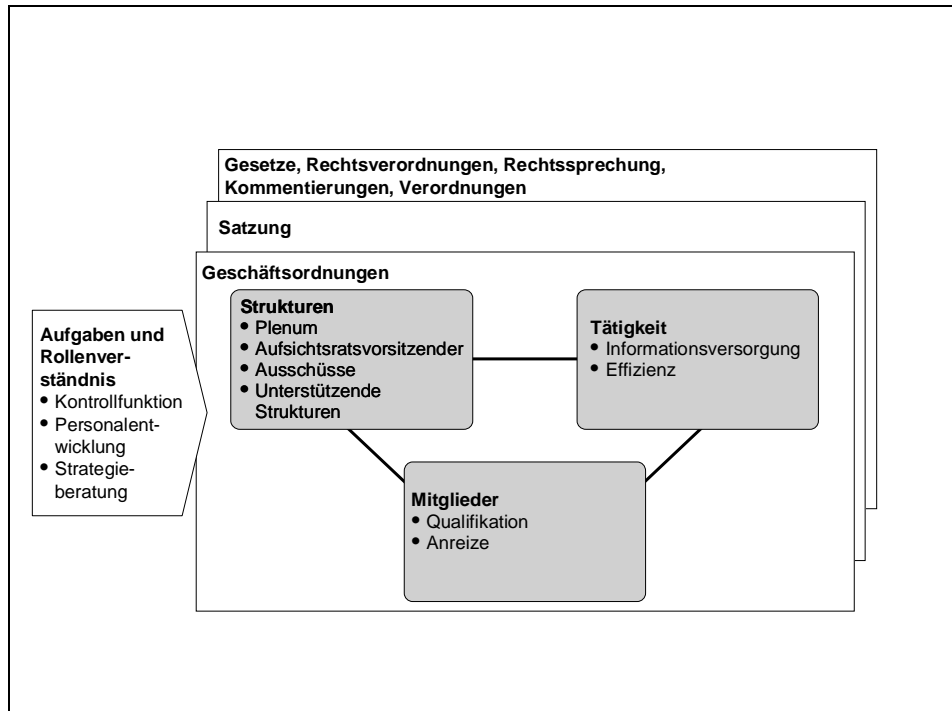 Gesetze, Rechtsverordnungen, Rechtssprechung,
Kommentierungen, Verordnungen
Satzung
Geschäftsordnungen
Aufgaben und
Rollenver-
ständnis
• Kontrollfunktion
• Personalent-
wicklung
• Strategie-
beratung
Strukturen
• Plenum
• Aufsichtsratsvorsitzender
• Ausschüsse
• Unterstützende
Strukturen
Tätigkeit
• Informationsversorgung
• Effizienz
Mitglieder
• Qualifikation
• Anreize